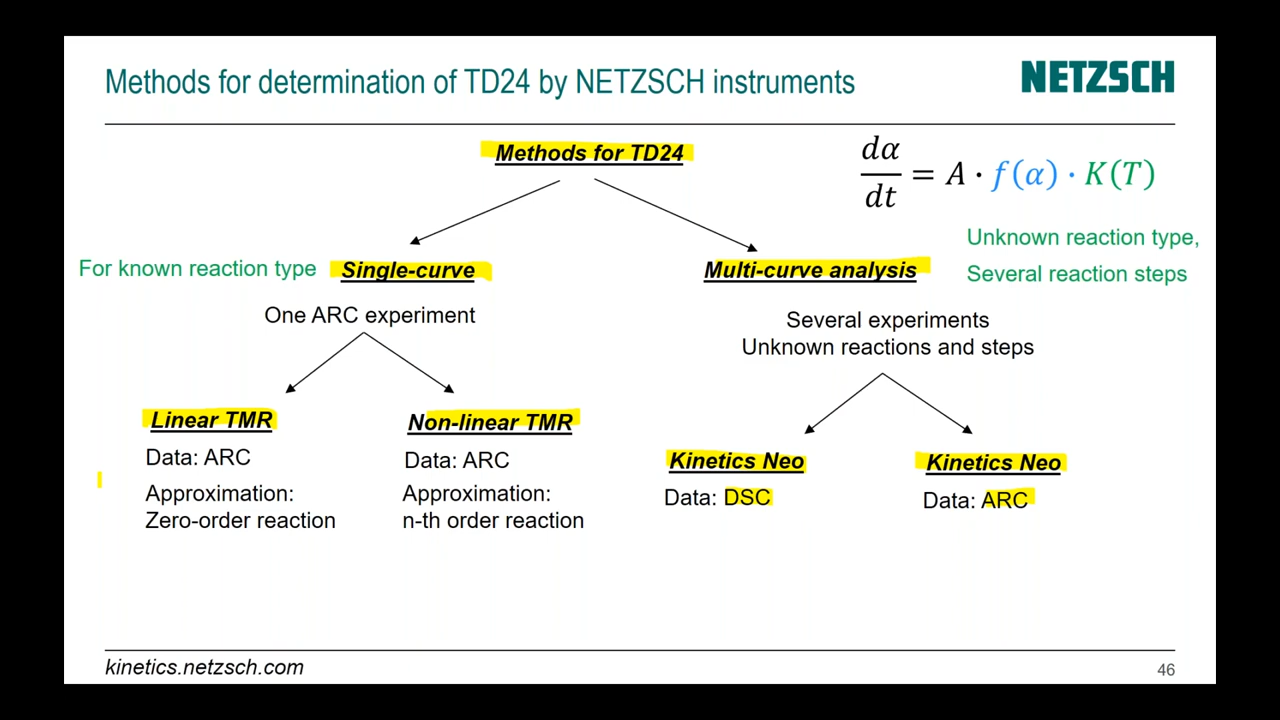 Methods for determination of TD24 by NETZSCH instruments
NETZSCH
Methods for TD24
dα/dt = A · f(α) · K(T)
For known reaction type
Single-curve
One ARC experiment
Multi-curve analysis
Unknown reaction type,
Several reaction steps
Several experiments
Unknown reactions and steps
Linear TMR
Data: ARC
Approximation:
Zero-order reaction
Non-linear TMR
Data: ARC
Approximation:
n-th order reaction
Kinetics Neo
Data: DSC
Kinetics Neo
Data: ARC
kinetics.netzsch.com
46